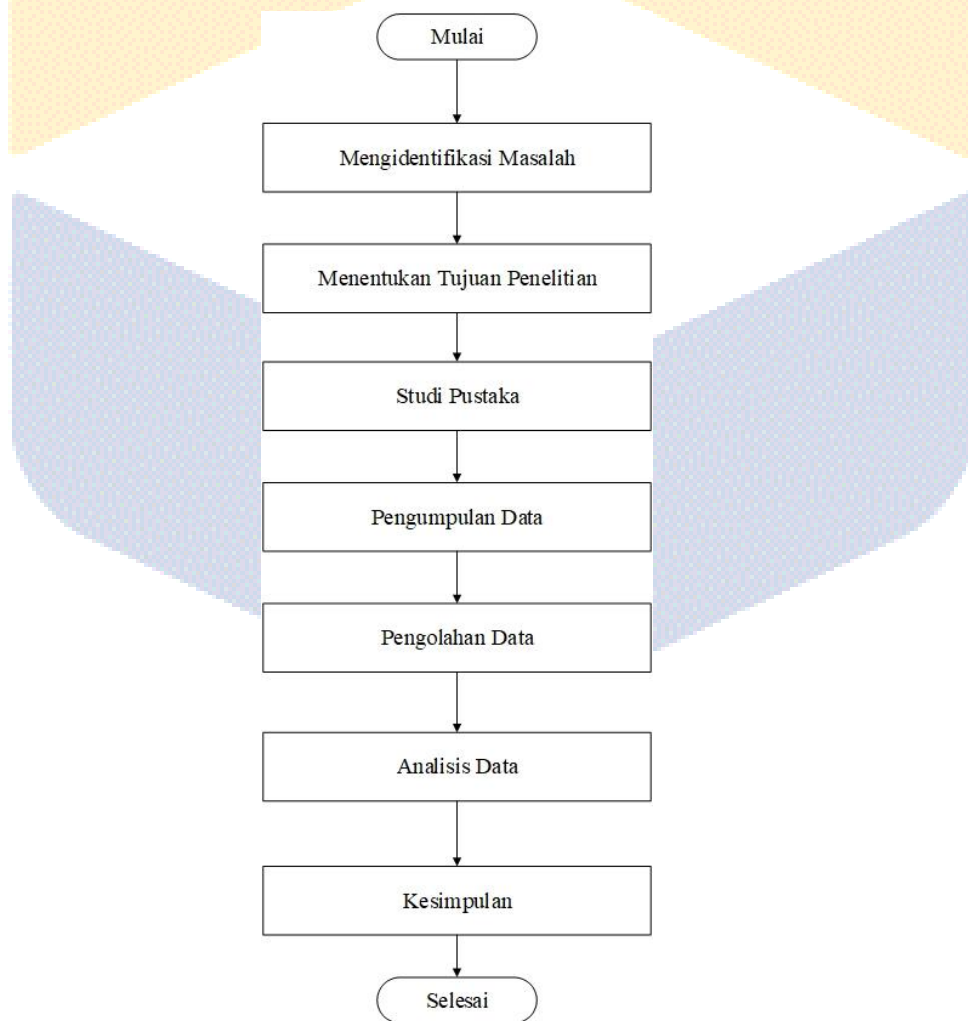 Mulai
Mengidentifikasi Masalah
Menentukan Tujuan Penelitian
Studi Pustaka
Pengumpulan Data
Pengolahan Data
Analisis Data
Kesimpulan
Selesai